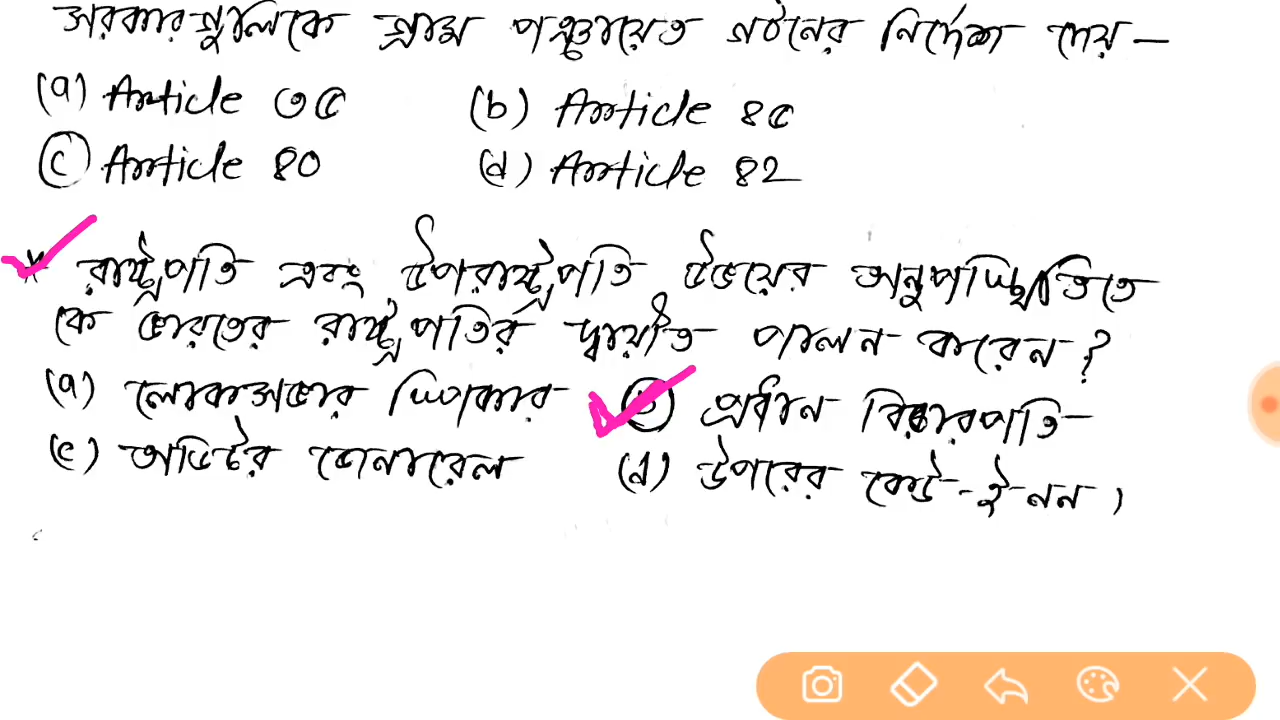 সরকারগুলিকে গ্রাম পঞ্চায়েত গঠনের নির্দেশ দেয় —
(a) Article ৩৫ (b) Article ৪৫
(c) Article ৪০ (d) Article ৪২
* রাষ্ট্রপতি এবং উপরাষ্ট্রপতি উভয়ের অনুপস্থিতিতে
কে ভারতের রাষ্ট্রপতির দ্বায়ীত্ব পালন করেন?
(a) লোকসভার স্পিকার (b) প্রধান বিচারপতি
(c) অডিটর জেনারেল (d) উপরের কেউ-ই নন।